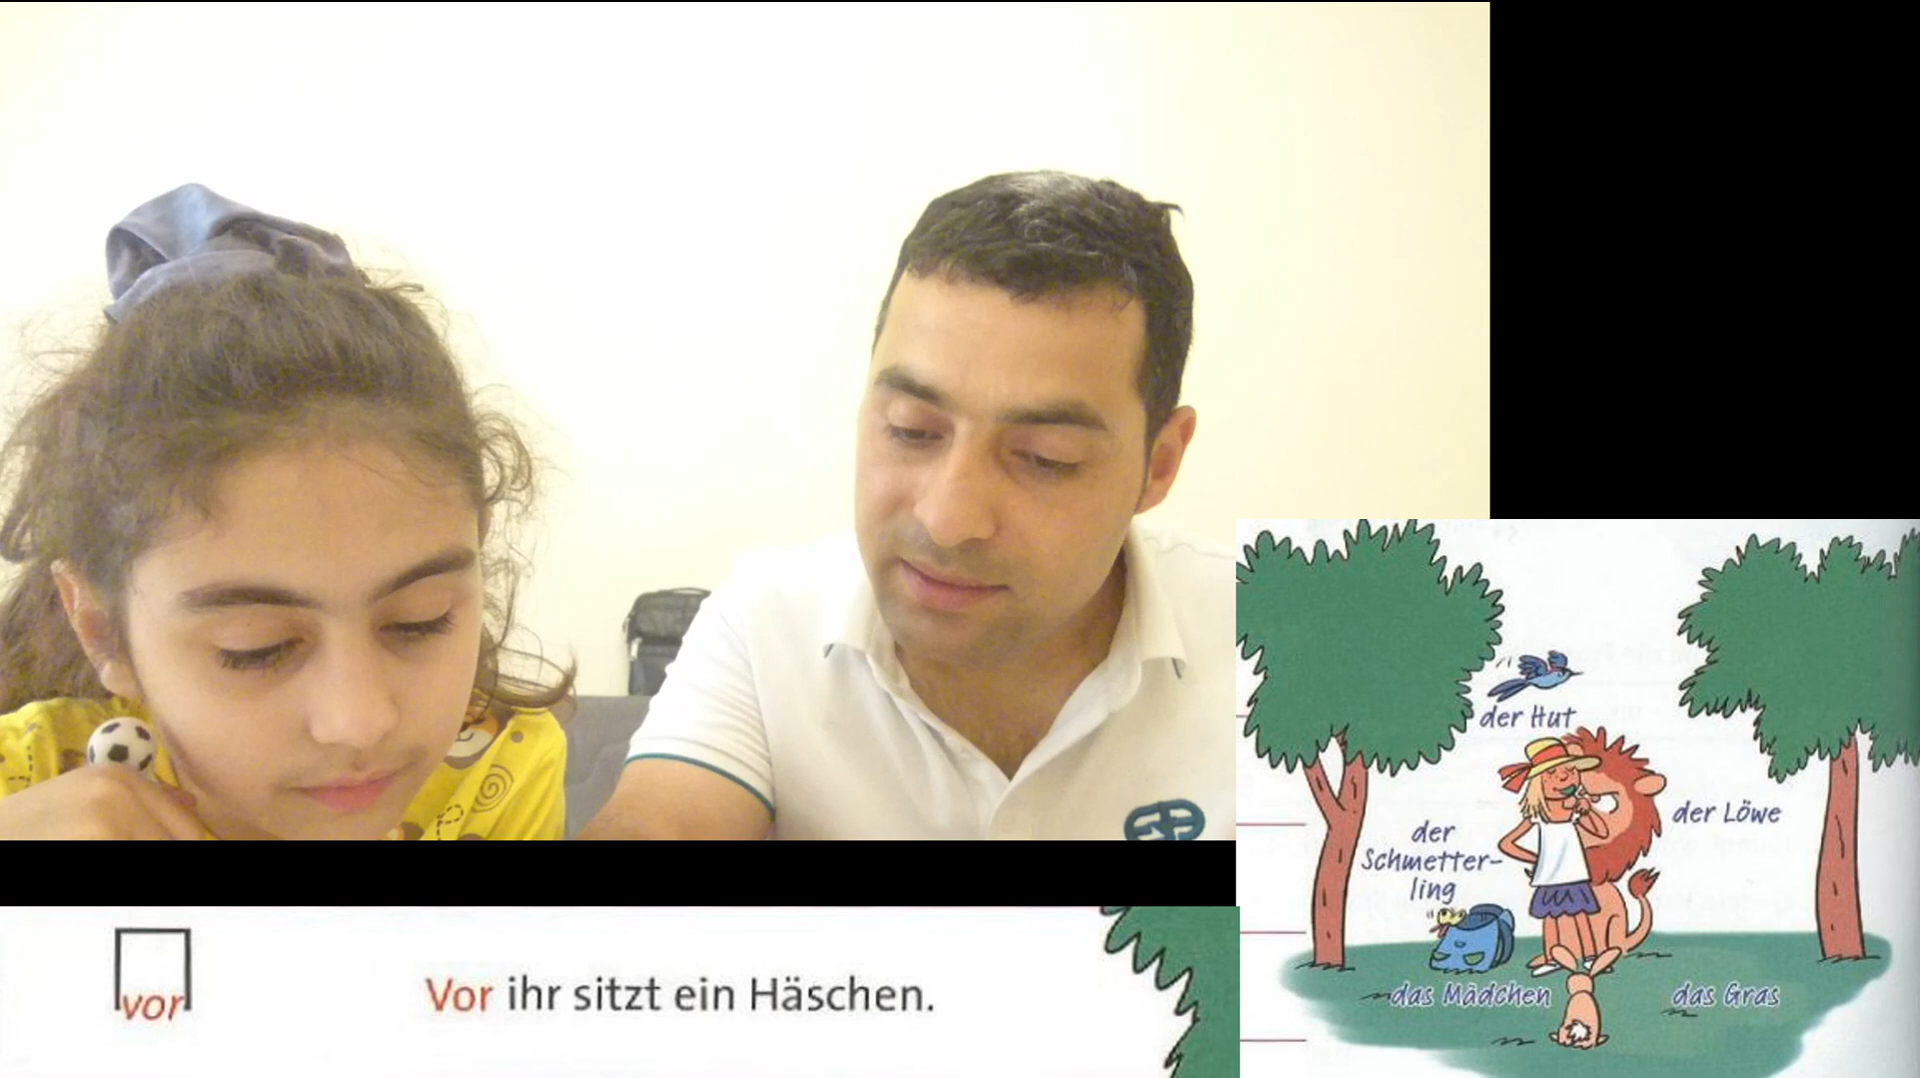 der Hut
der Löwe
der
Schmetter-
ling
das Mädchen
das Gras
vor
Vor ihr sitzt ein Häschen.